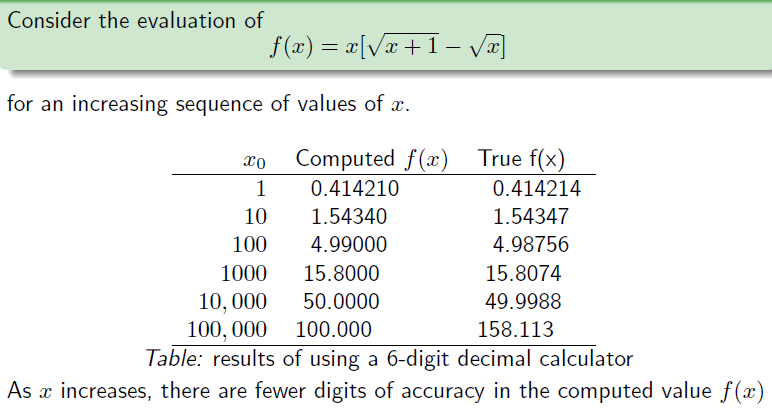 Consider the evaluation of
f(x) = x[√x + 1 − √x]
for an increasing sequence of values of x.
x₀ Computed f(x) True f(x)
1 0.414210 0.414214
10 1.54340 1.54347
100 4.99000 4.98756
1000 15.8000 15.8074
10,000 50.0000 49.9988
100,000 100.000 158.113
Table: results of using a 6-digit decimal calculator
As x increases, there are fewer digits of accuracy in the computed value f(x)